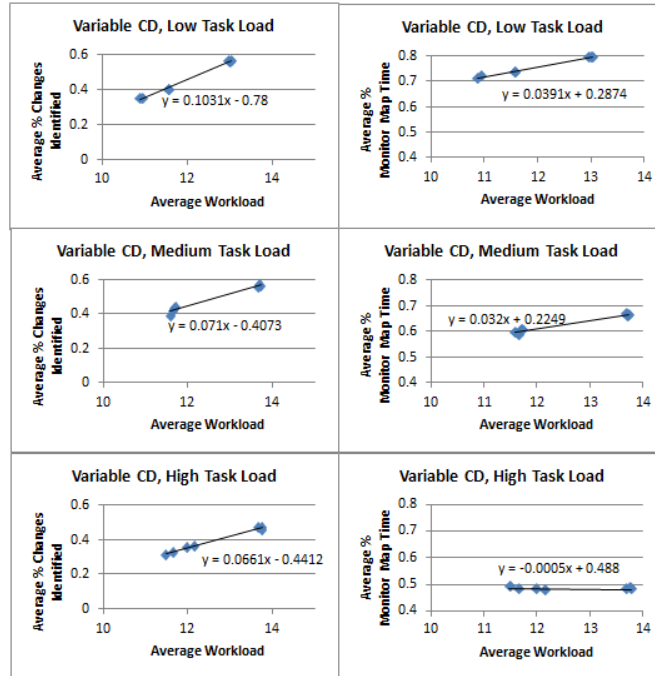 Variable CD, Low Task Load
Average % Changes
Identified
0.6
0.4
0.2
0
y = 0.1031x - 0.78
10
12
14
Average Workload
Variable CD, Low Task Load
Average %
Monitor Map Time
0.8
0.7
0.6
0.5
0.4
y = 0.0391x + 0.2874
10
11
12
13
14
Average Workload
Variable CD, Medium Task Load
Average % Changes
Identified
0.6
0.4
0.2
0
y = 0.071x - 0.4073
10
12
14
Average Workload
Variable CD, Medium Task Load
Average %
Monitor Map Time
0.8
0.7
0.6
0.5
0.4
y = 0.032x + 0.2249
10
11
12
13
14
Average Workload
Variable CD, High Task Load
Average % Changes
Identified
0.6
0.4
0.2
0
y = 0.0661x - 0.4412
10
12
14
Average Workload
Variable CD, High Task Load
Average %
Monitor Map Time
0.8
0.7
0.6
0.5
0.4
y = -0.0005x + 0.488
10
11
12
13
14
Average Workload